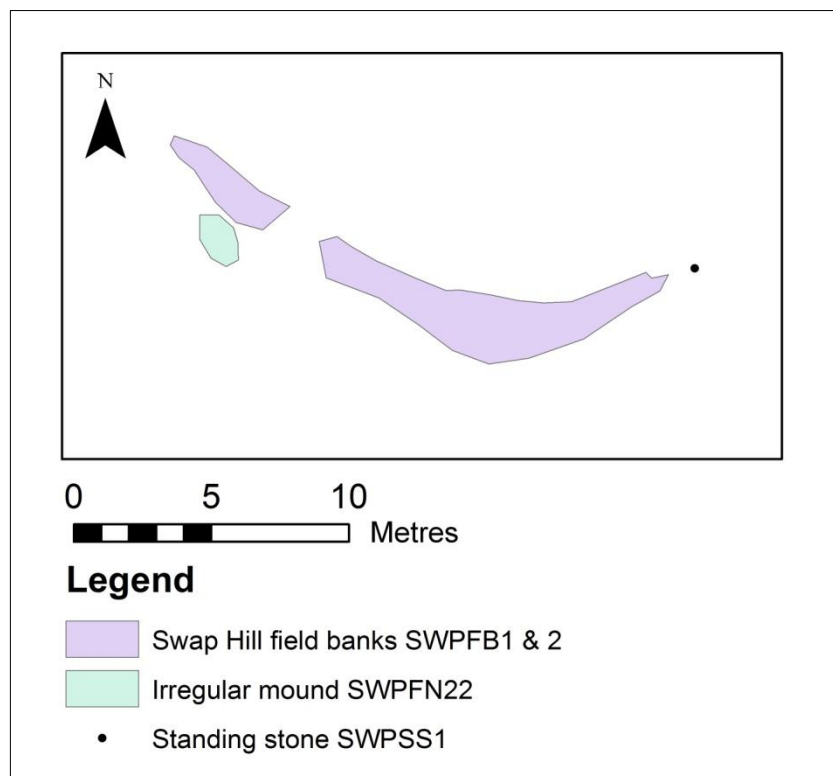 N
0 5 10
Metres
Legend
Swap Hill field banks SWPFB1 & 2
Irregular mound SWPFN22
Standing stone SWPSS1